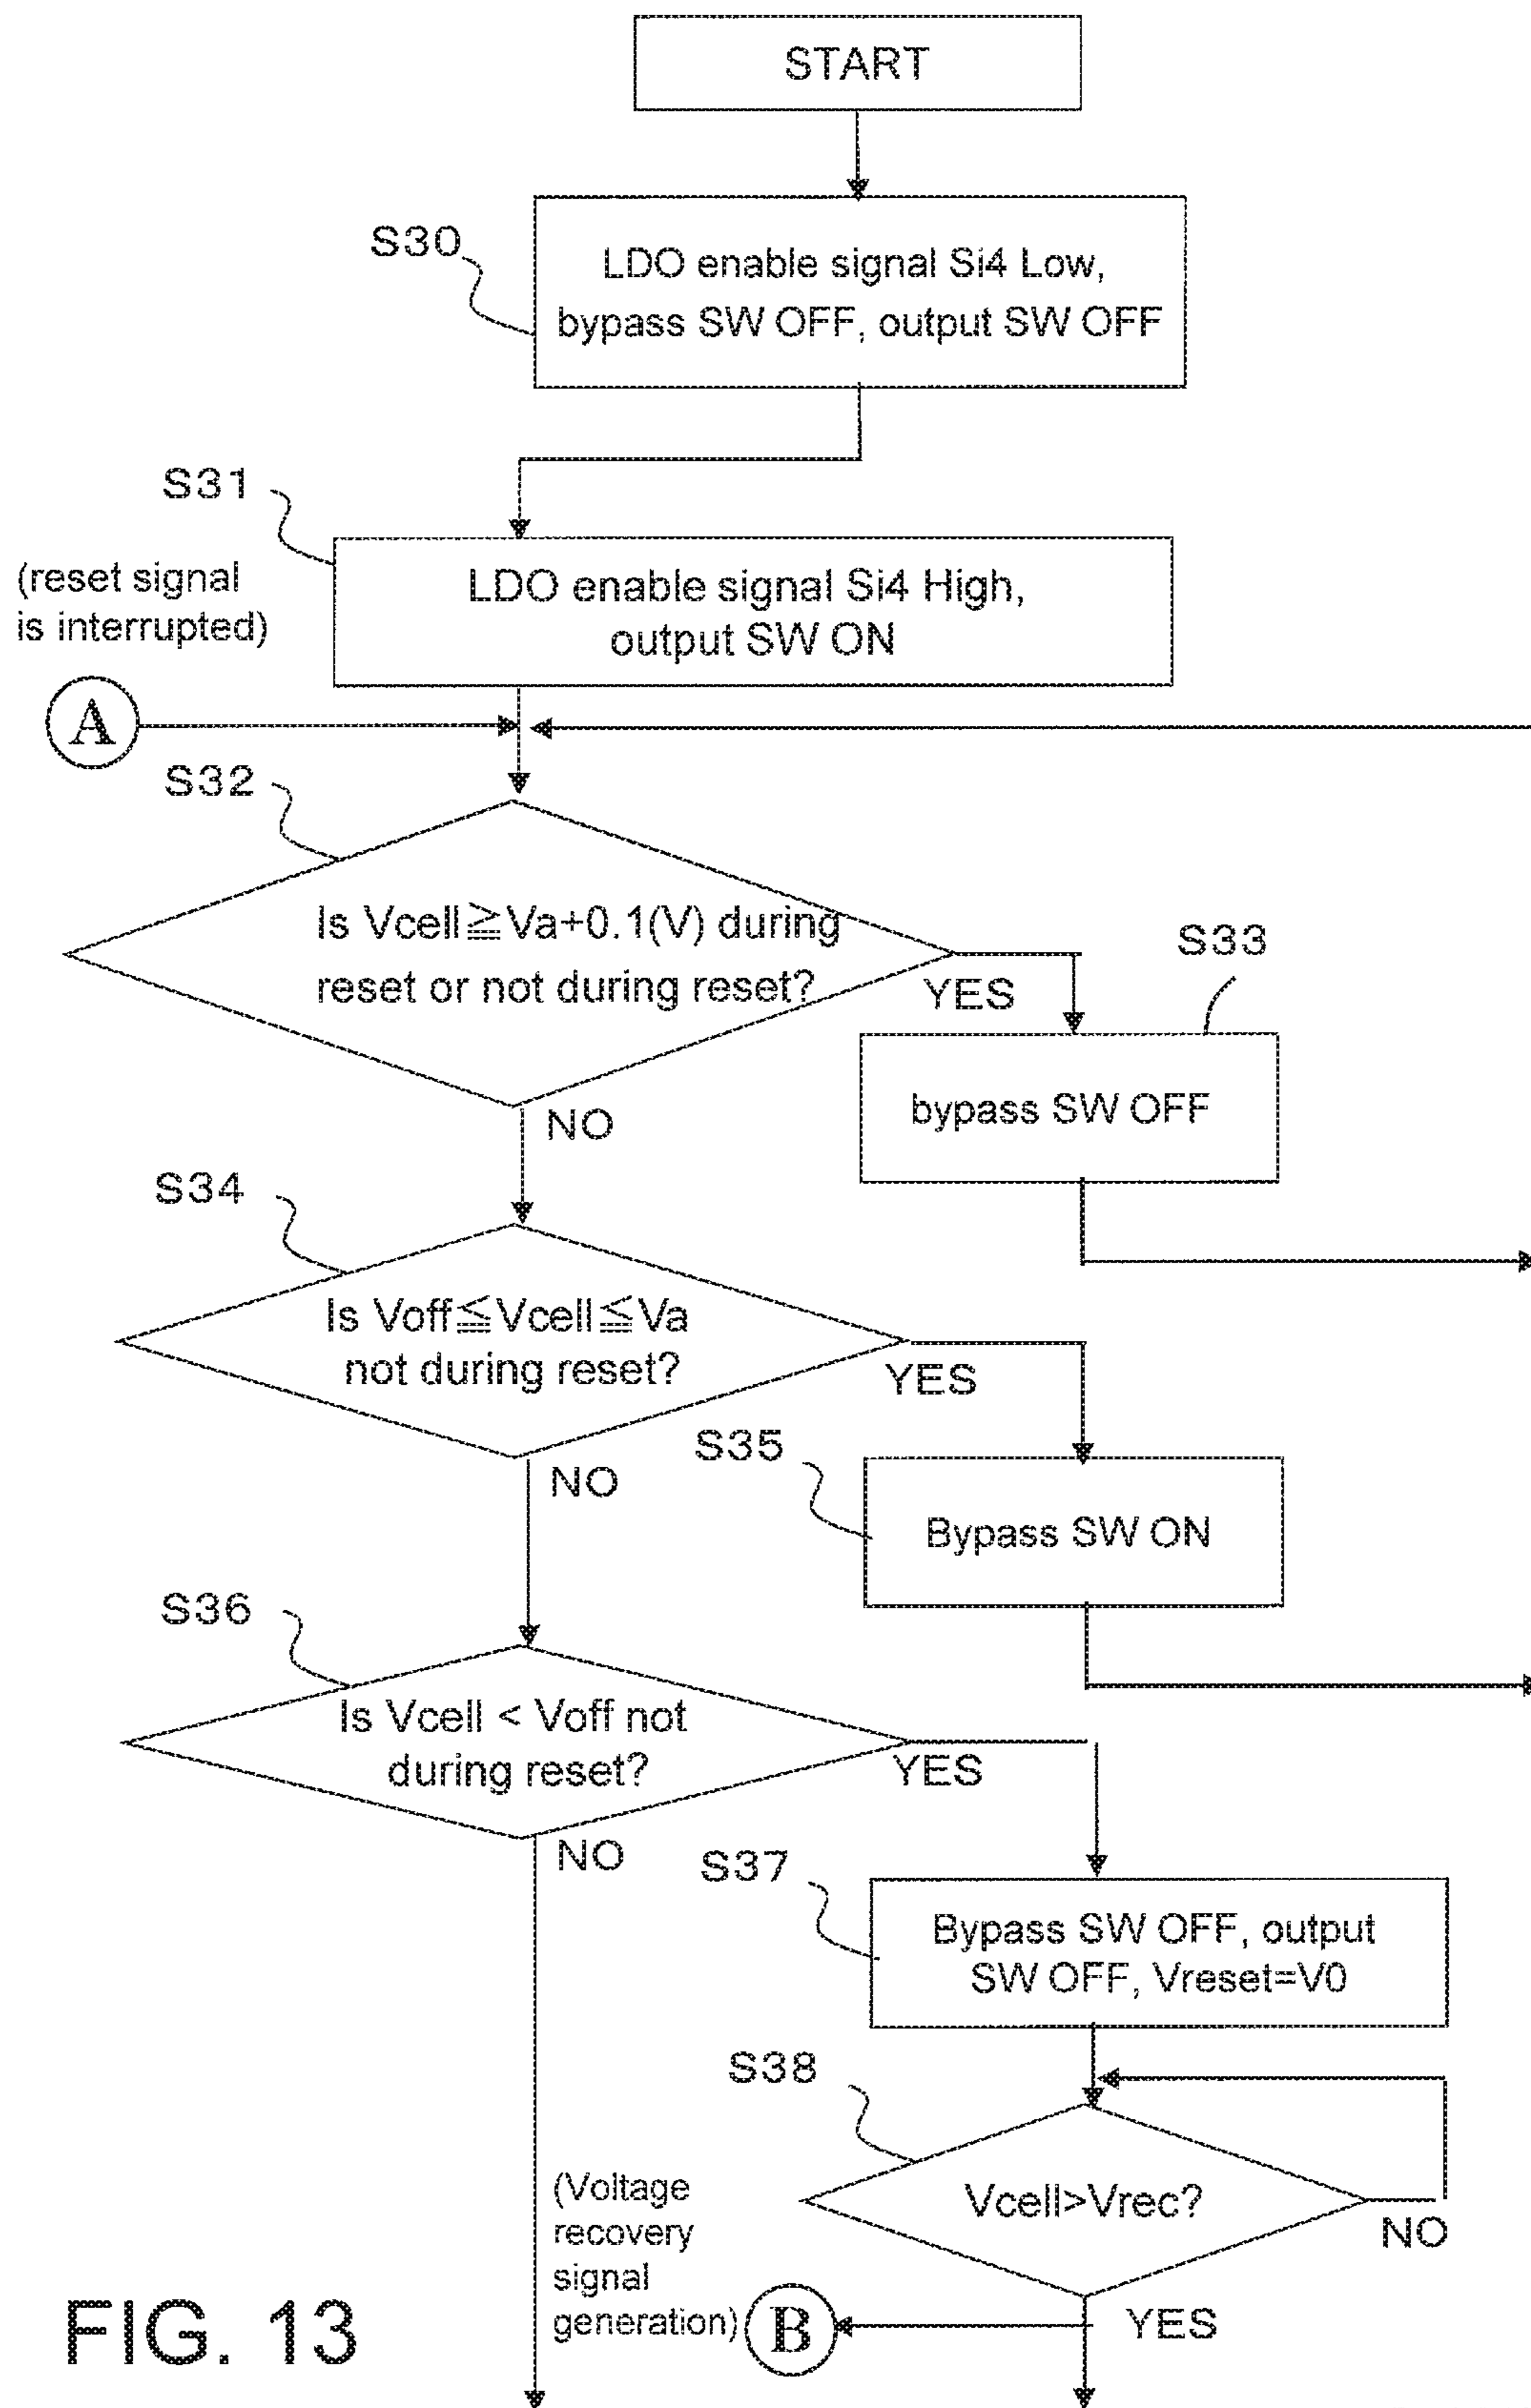 START
S30
LDO enable signal Si4 Low,
bypass SW OFF, output SW OFF
S31
(reset signal
is interrupted)
LDO enable signal Si4 High,
output SW ON
A
S32
Is Vcell≧Va+0.1(V) during
reset or not during reset?
YES
S33
bypass SW OFF
NO
S34
Is Voff≦Vcell≦Va
not during reset?
YES
S35
Bypass SW ON
NO
S36
Is Vcell < Voff not
during reset?
YES
NO
S37
Bypass SW OFF, output
SW OFF, Vreset=V0
S38
Vcell>Vrec?
NO
(Voltage
recovery
signal
generation)
B
YES
FIG. 13